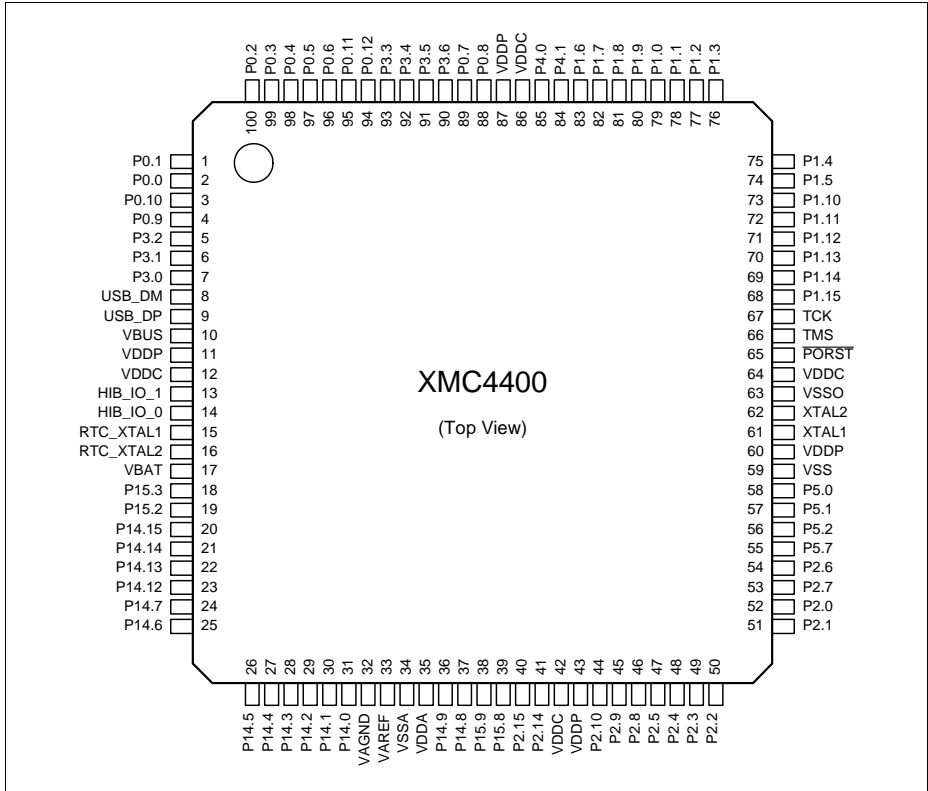 P0.2 P0.3 P0.4 P0.5 P0.6 P0.11 P0.12 P3.3 P3.4 P3.5 P3.6 P0.7 P0.8 VDDP VDDC P4.0 P4.1 P1.6 P1.7 P1.8 P1.9 P1.0 P1.1 P1.2 P1.3
100 99 98 97 96 95 94 93 92 91 90 89 88 87 86 85 84 83 82 81 80 79 78 77 76
P0.1 1 75 P1.4
P0.0 2 74 P1.5
P0.10 3 73 P1.10
P0.9 4 72 P1.11
P3.2 5 71 P1.12
P3.1 6 70 P1.13
P3.0 7 69 P1.14
USB_DM 8 68 P1.15
USB_DP 9 67 TCK
VBUS 10 66 TMS
VDDP 11 65 PORST
VDDC 12 64 VDDC
HIB_IO_1 13 63 VSSO
HIB_IO_0 14 62 XTAL2
RTC_XTAL1 15 61 XTAL1
RTC_XTAL2 16 60 VDDP
VBAT 17 59 VSS
P15.3 18 58 P5.0
P15.2 19 57 P5.1
P14.15 20 56 P5.2
P14.14 21 55 P5.7
P14.13 22 54 P2.6
P14.12 23 53 P2.7
P14.7 24 52 P2.0
P14.6 25 51 P2.1
XMC4400
(Top View)
26 27 28 29 30 31 32 33 34 35 36 37 38 39 40 41 42 43 44 45 46 47 48 49 50
P14.5 P14.4 P14.3 P14.2 P14.1 P14.0 VAGND VAREF VSSA VDDA P14.9 P14.8 P15.9 P15.8 P2.15 P2.14 VDDC VDDP P2.10 P2.9 P2.8 P2.5 P2.4 P2.3 P2.2